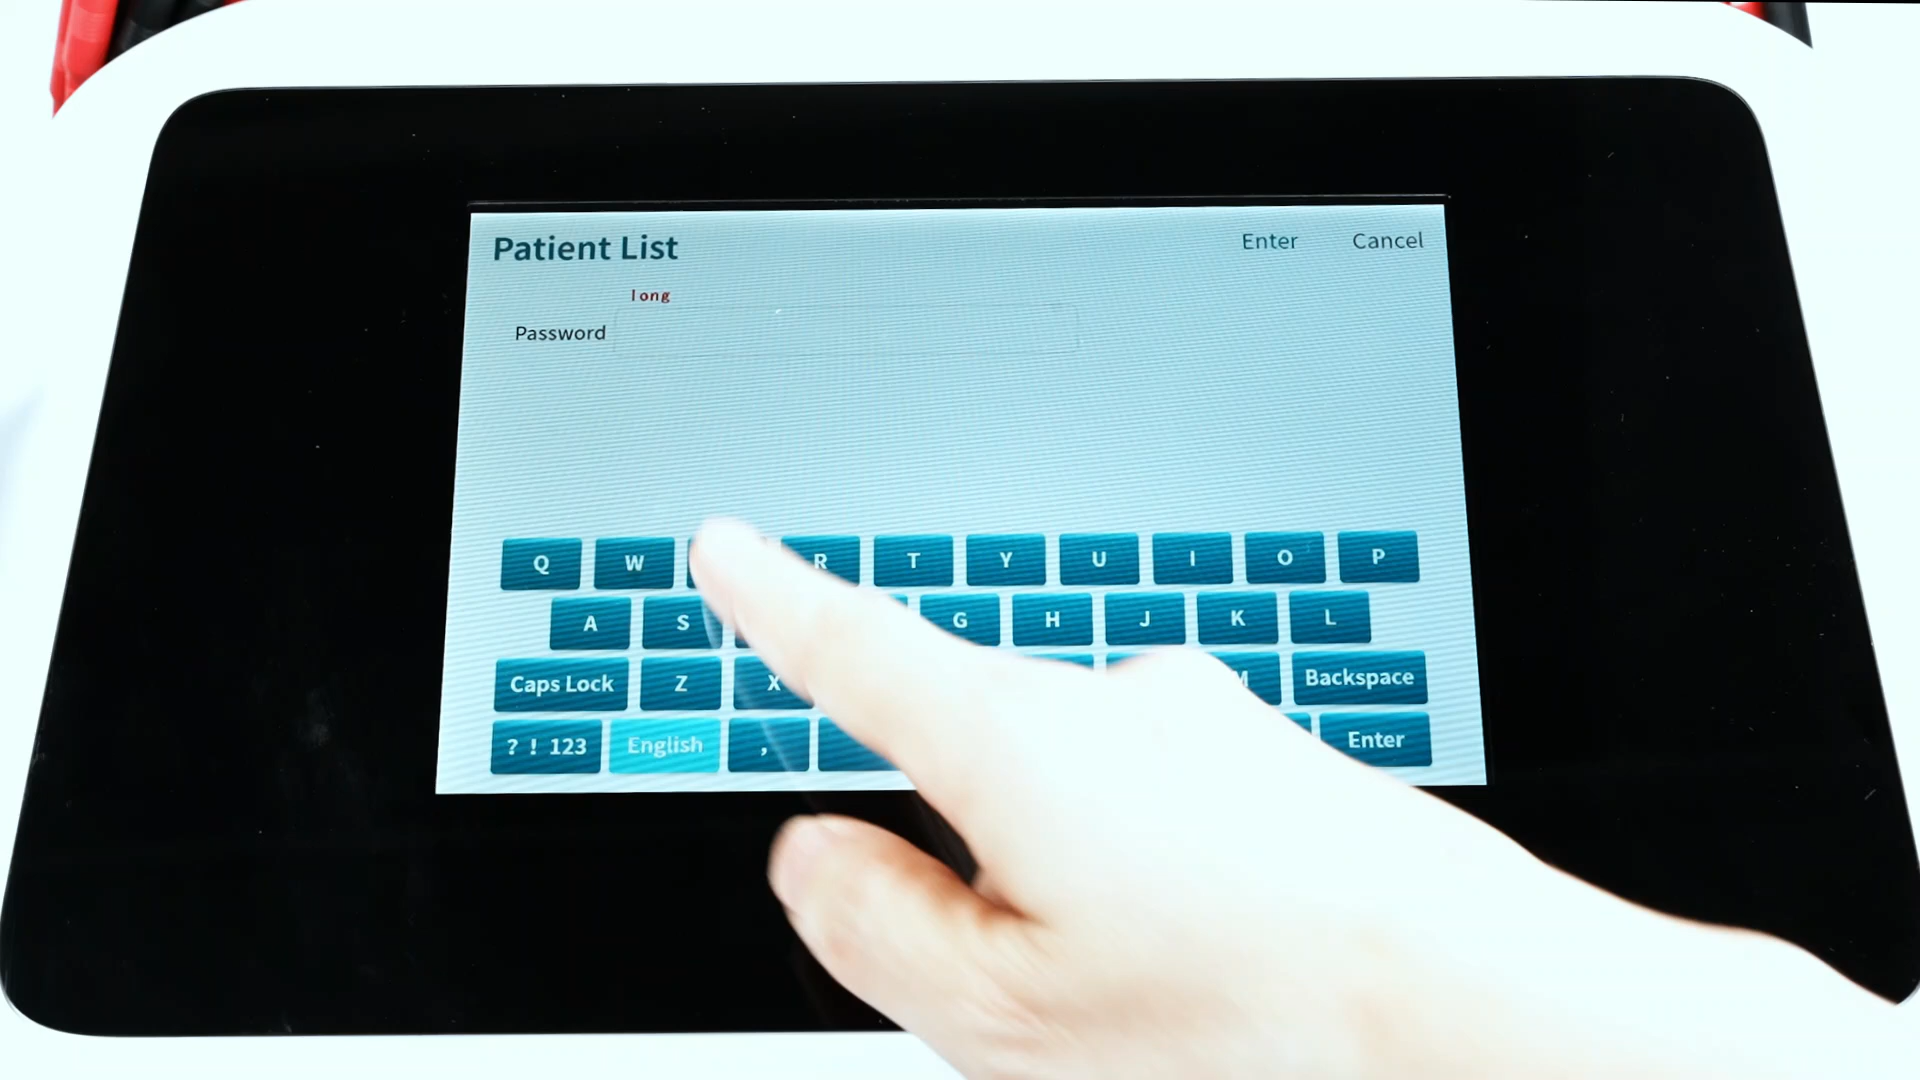 Patient List Enter Cancel
long
Password
Q W R T Y U I O P
A S G H J K L
Caps Lock Z X M Backspace
? ! 123 English , Enter